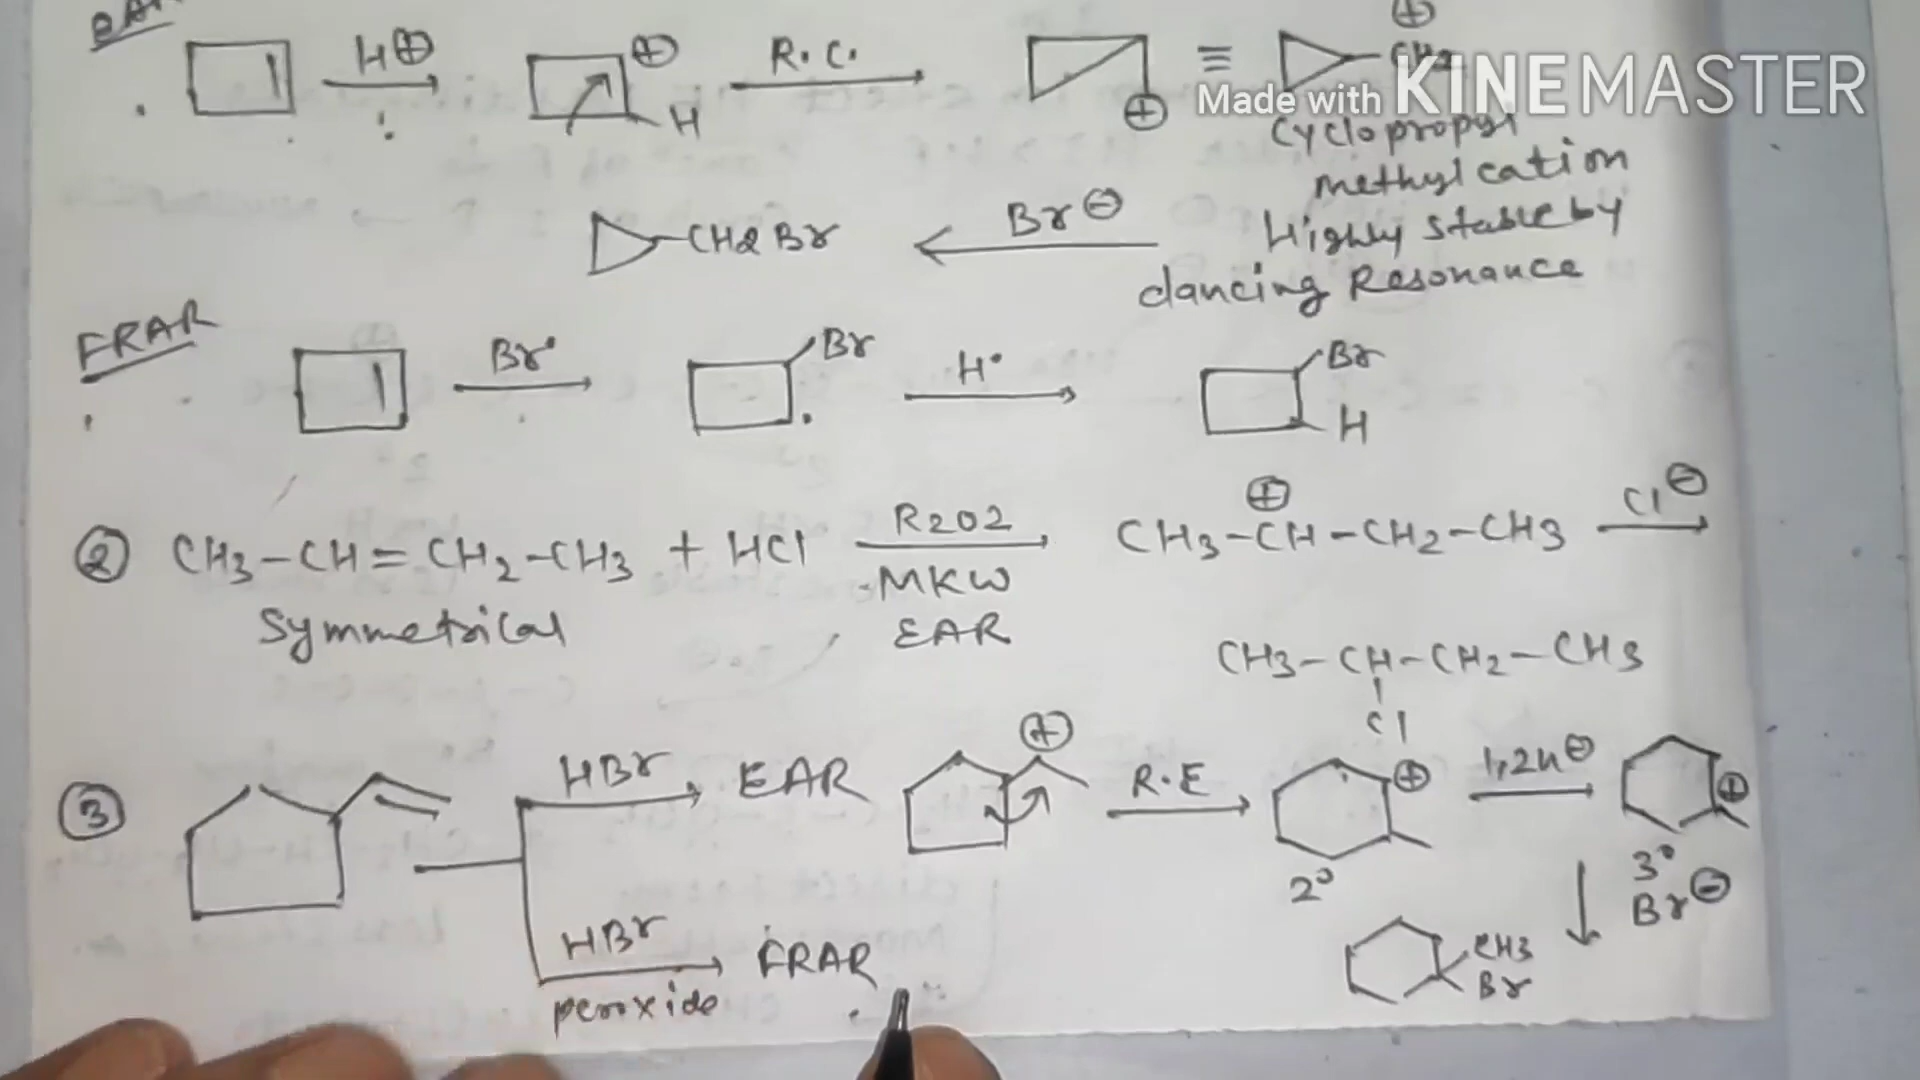 EAR
H⊕ ⊕ H R.C. ⊕ ≡ ⊕ CH2
Made with KINEMASTER
Cyclopropyl
methyl cation
Highly stable by
dancing Resonance
CH2Br Br⊖
FRAR
Br• Br • H• Br H
② CH3-CH=CH2-CH3 + HCl R2O2 CH3-CH-CH2-CH3 Cl⊖
⊕
MKW
Symmetrical EAR
CH3-CH-CH2-CH3
Cl
③ HBr EAR ⊕ R.E ⊕ 1,2H⊖ ⊕
2° 3°
Br⊖
HBr FRAR CH3
peroxide Br